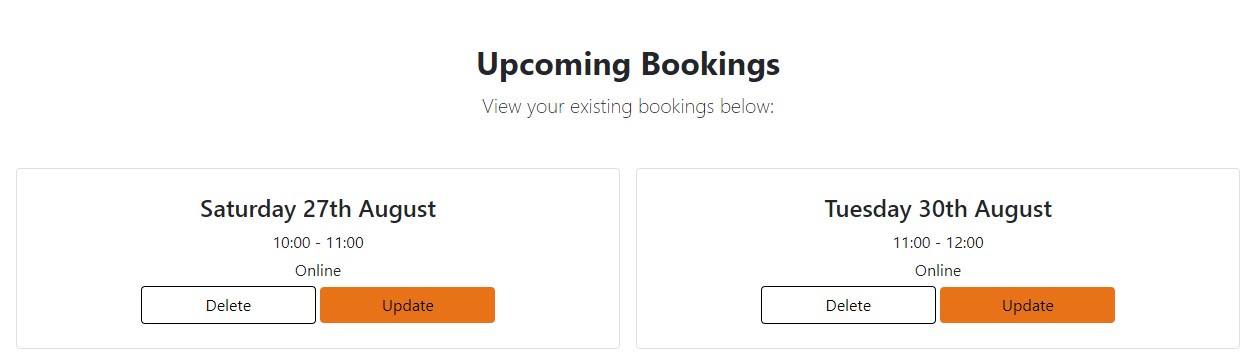 Upcoming Bookings
View your existing bookings below:
Saturday 27th August
10:00 - 11:00
Online
Delete Update
Tuesday 30th August
11:00 - 12:00
Online
Delete Update